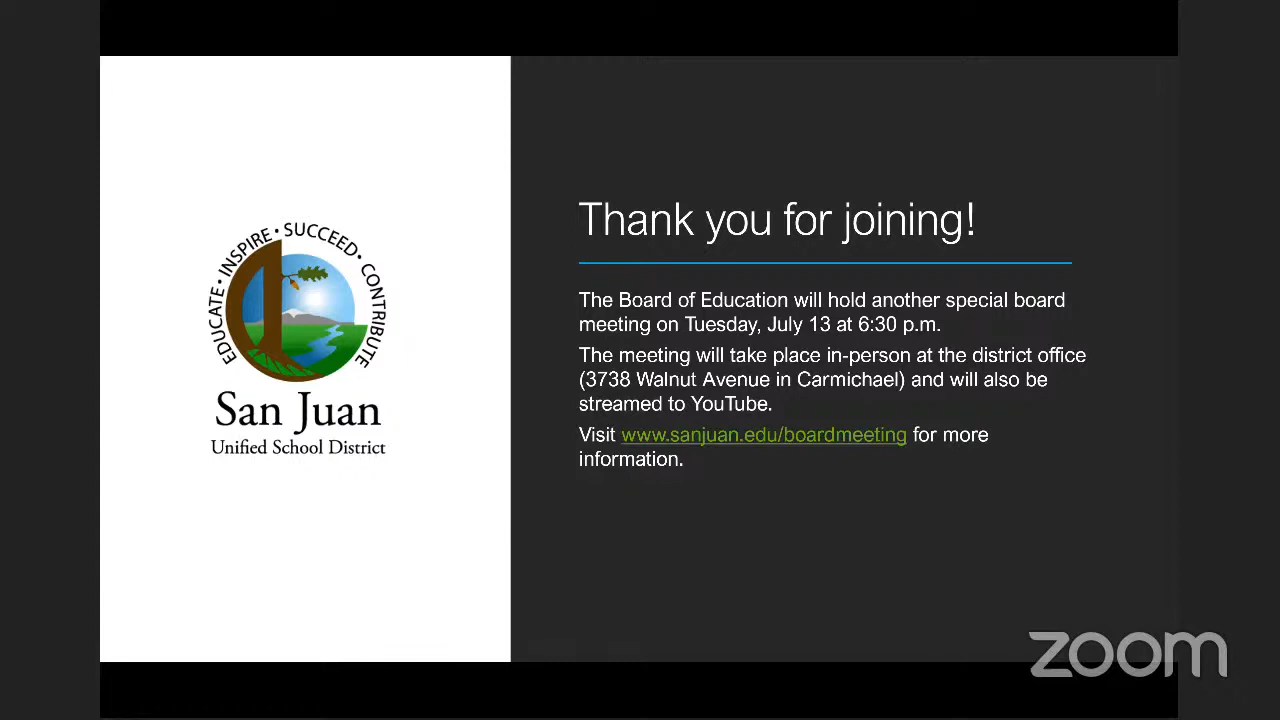 EDUCATE • INSPIRE • SUCCEED • CONTRIBUTE
San Juan
Unified School District
Thank you for joining!
The Board of Education will hold another special board
meeting on Tuesday, July 13 at 6:30 p.m.
The meeting will take place in-person at the district office
(3738 Walnut Avenue in Carmichael) and will also be
streamed to YouTube.
Visit www.sanjuan.edu/boardmeeting for more
information.
zoom